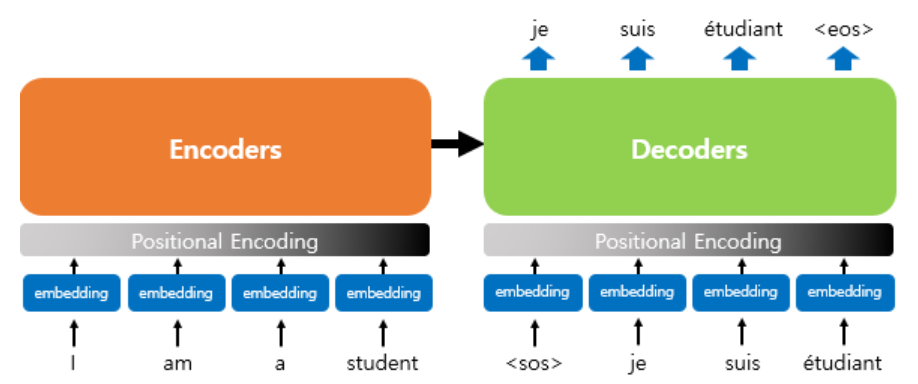 je suis étudiant <eos>
Encoders
Decoders
Positional Encoding
Positional Encoding
embedding embedding embedding embedding
embedding embedding embedding embedding
I am a student
<sos> je suis étudiant